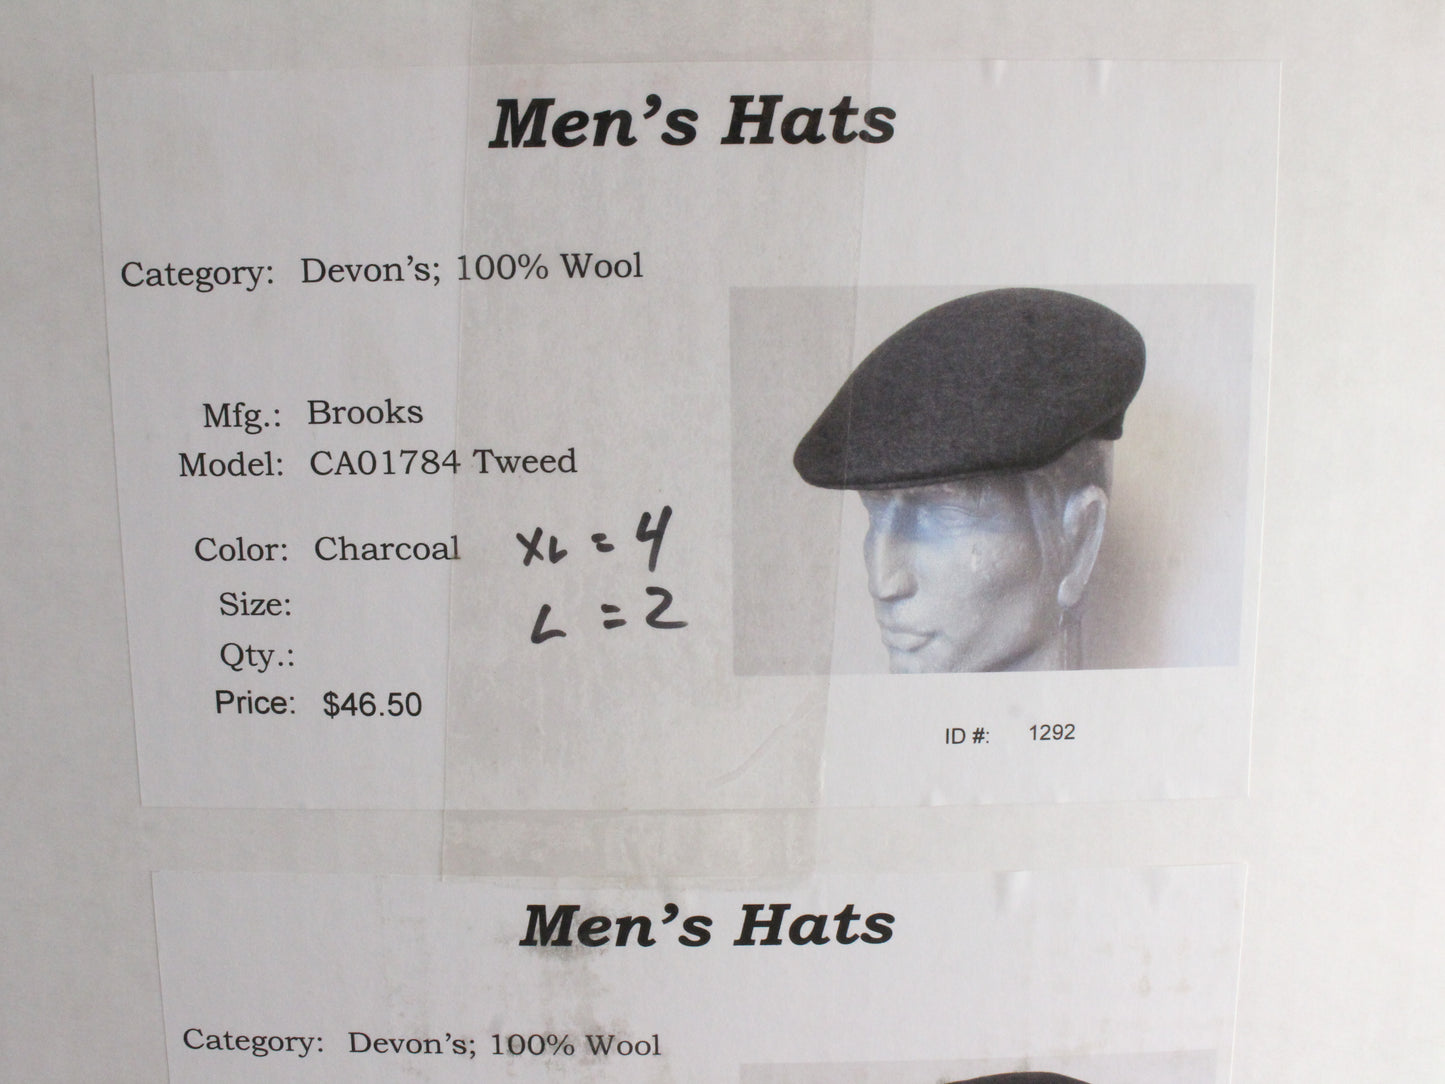 Men's Hats
Category: Devon's; 100% Wool
Mfg.: Brooks
Model: CA01784 Tweed
Color: Charcoal
XL = 4
Size:
L = 2
Qty.:
Price: $46.50
ID #: 1292
Men's Hats
Category: Devon's; 100% Wool